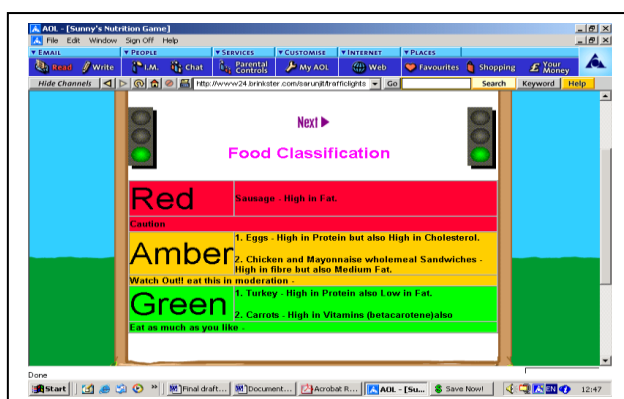 AOL - [Sunny's Nutrition Game]
File Edit Window Sign Off Help
EMAIL PEOPLE SERVICES CUSTOMISE INTERNET PLACES
Read Write I.M. Chat Parental Controls My AOL Web Favourites Shopping £ Your Money
Hide Channels http://www24.brinkster.com/sarunjit/trafficlights Go Search Keyword Help
Next
Food Classification
Red
Sausage - High in Fat.
Caution
Amber
1. Eggs - High in Protein but also High in Cholesterol.
2. Chicken and Mayonnaise wholemeal Sandwiches -
High in fibre but also Medium Fat.
Watch Out!! eat this in moderation -
Green
1. Turkey - High in Protein also Low in Fat.
2. Carrots - High in Vitamins (betacarotene)also
Eat as much as you like -
Done
Start » Final draft... Document... Acrobat R... AOL - [Su... Save Now! EN 12:47